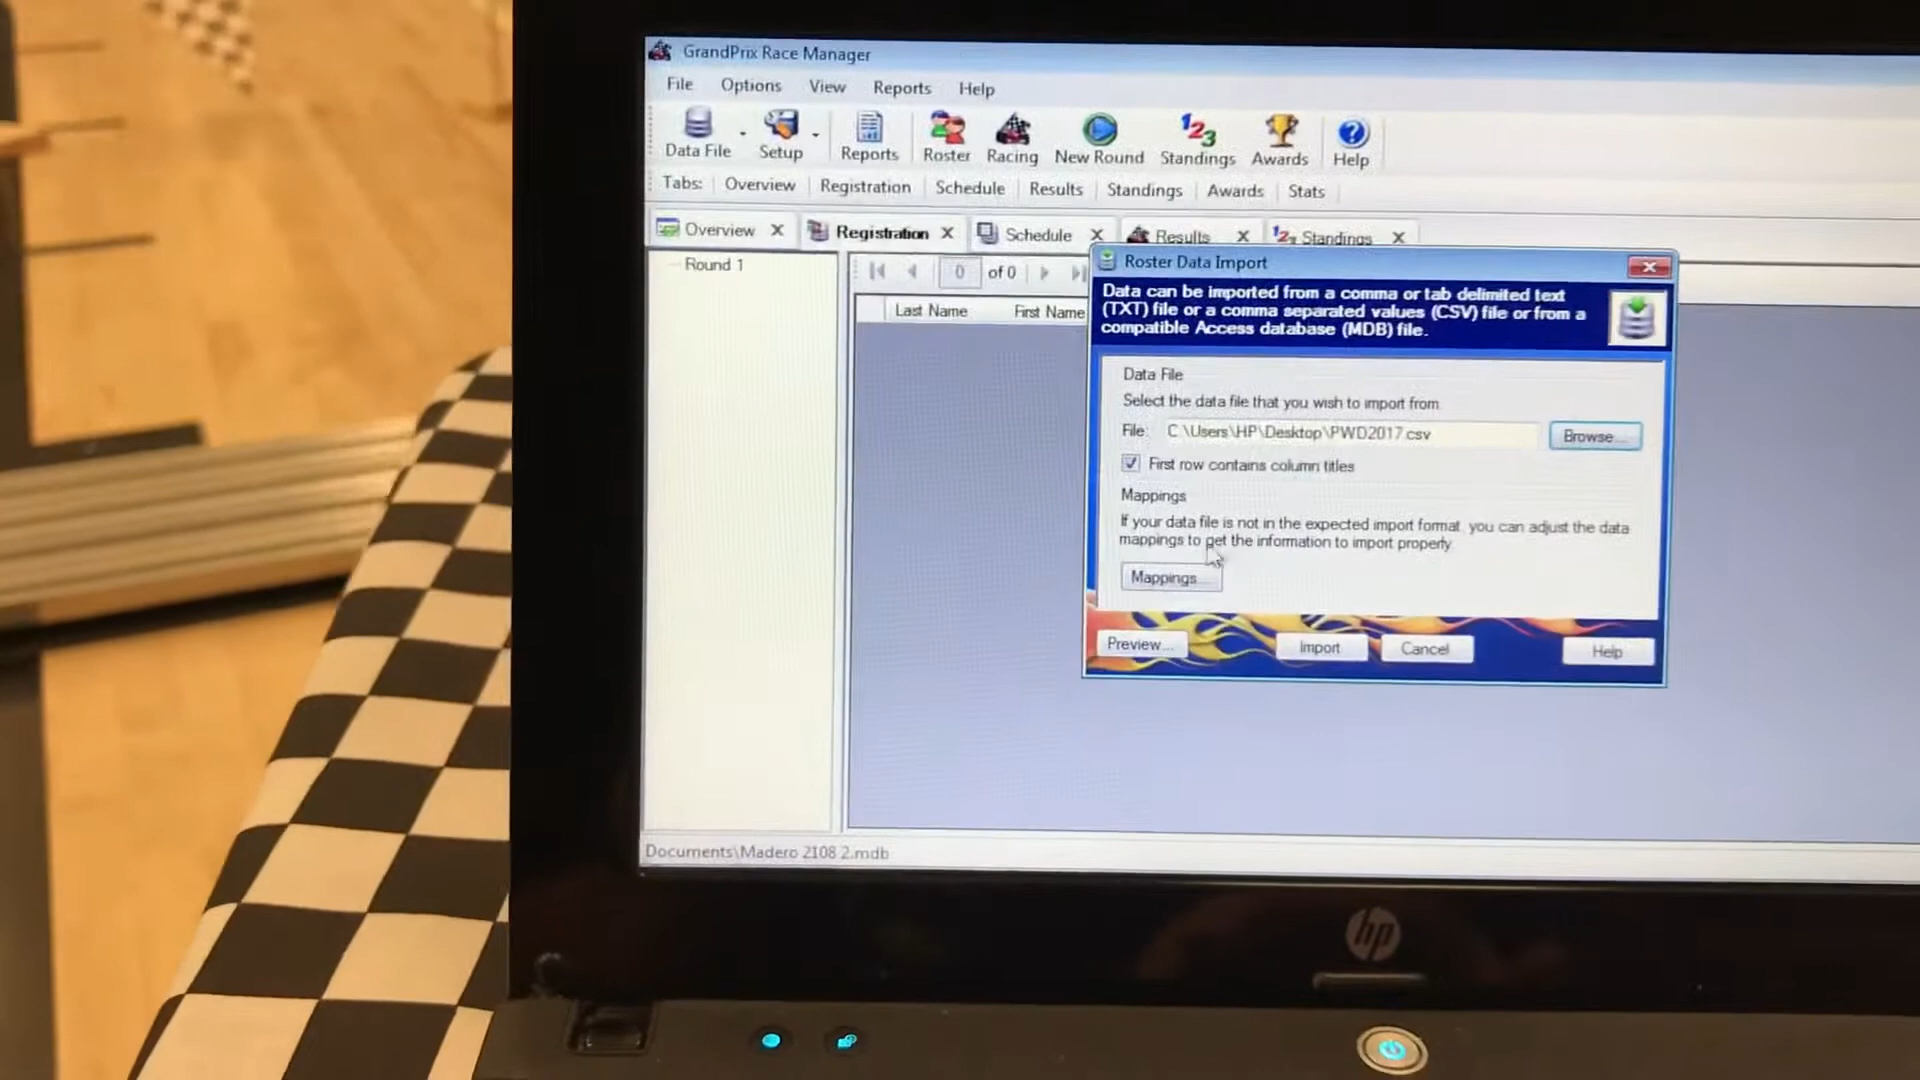 GrandPrix Race Manager
File Options View Reports Help
Data File Setup Reports Roster Racing New Round Standings Awards Help
Tabs: Overview Registration Schedule Results Standings Awards Stats
Overview Registration Schedule Results Standings
Round 1
0 of 0
Last Name First Name
Roster Data Import
Data can be imported from a comma or tab delimited text
(TXT) file or a comma separated values (CSV) file or from a
compatible Access database (MDB) file.
Data File
Select the data file that you wish to import from.
File: C:\Users\HP\Desktop\PWD2017.csv Browse...
First row contains column titles
Mappings
If your data file is not in the expected import format, you can adjust the data
mappings to get the information to import properly.
Mappings...
Preview... Import Cancel Help
Documents\Madero 2108 2.mdb
hp